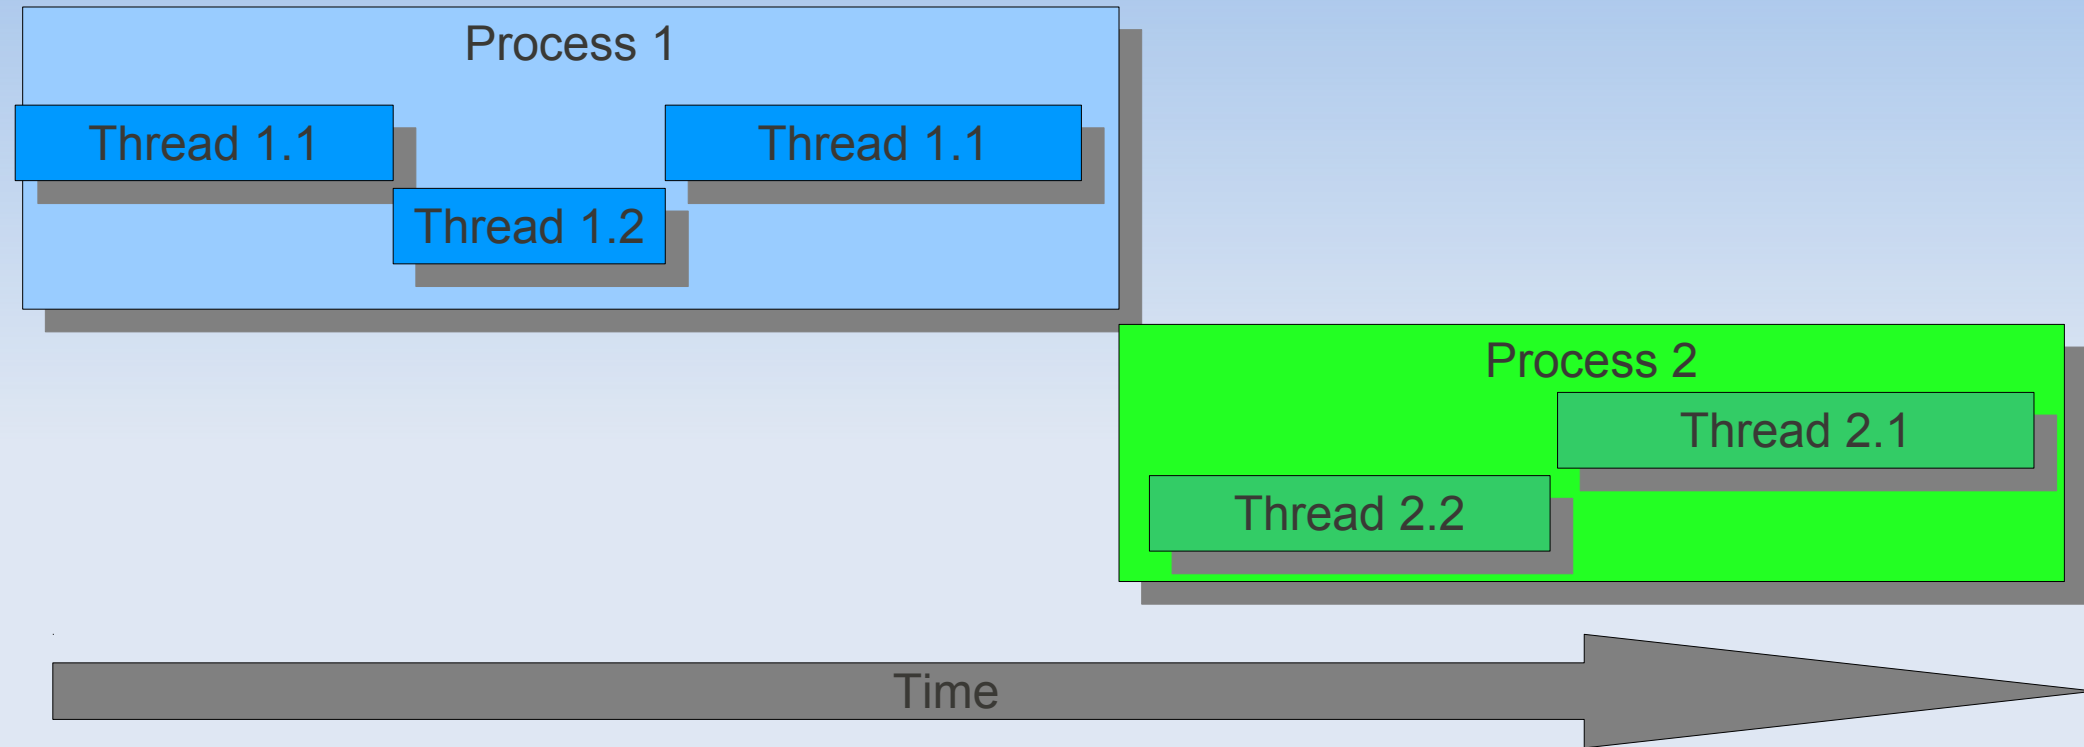 Process 1
Thread 1.1
Thread 1.1
Thread 1.2
Process 2
Thread 2.1
Thread 2.2
Time